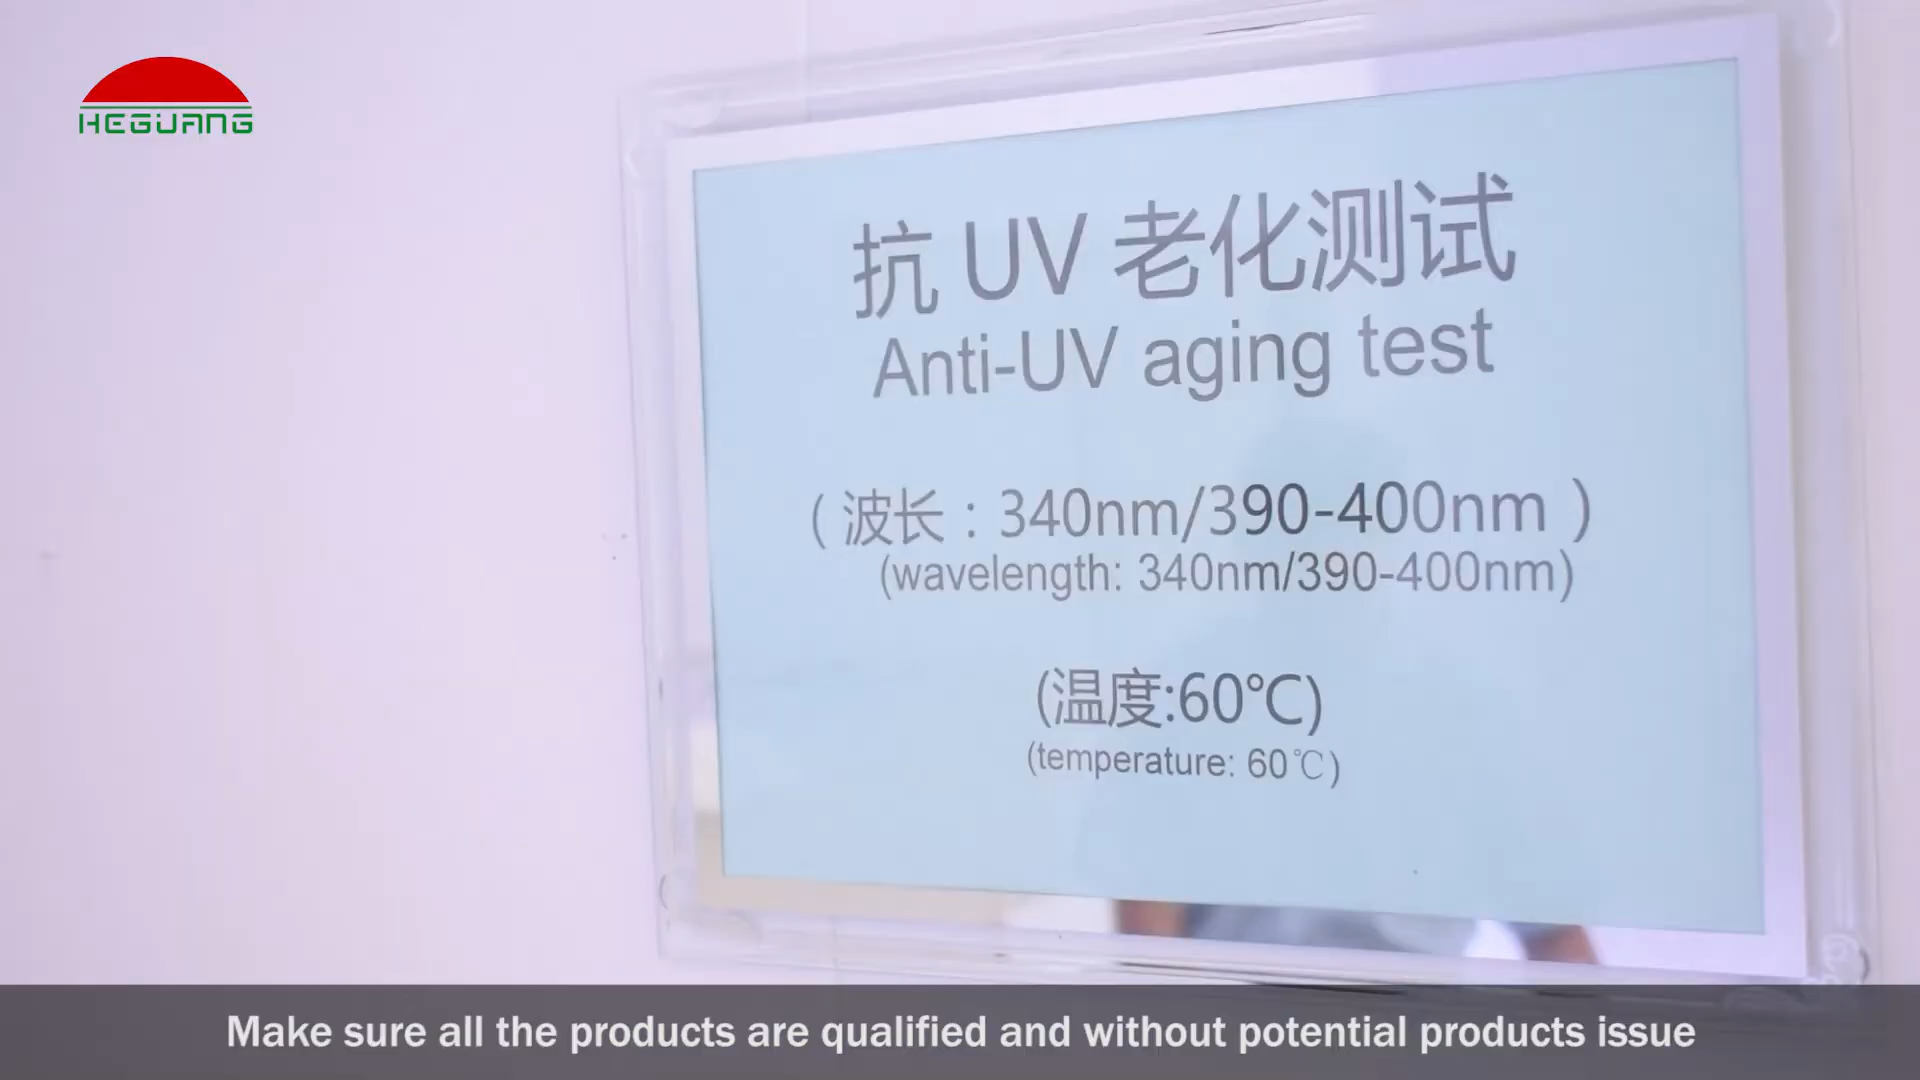 HEGUANG
抗 UV 老化测试
Anti-UV aging test
（波长：340nm/390-400nm）
(wavelength: 340nm/390-400nm)
(温度:60℃)
(temperature: 60℃)
Make sure all the products are qualified and without potential products issue